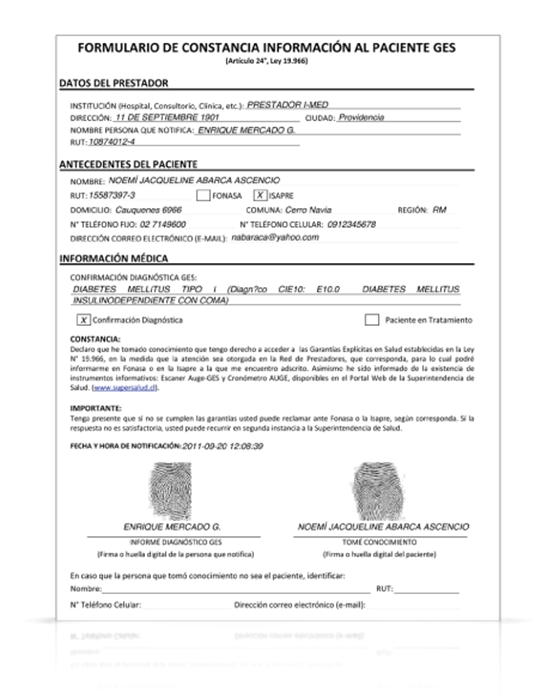 FORMULARIO DE CONSTANCIA INFORMACIÓN AL PACIENTE GES
(Artículo 24°, Ley 19.966)
DATOS DEL PRESTADOR
INSTITUCIÓN (Hospital, Consultorio, Clínica, etc.): PRESTADOR I-MED
DIRECCIÓN: 11 DE SEPTIEMBRE 1901 CIUDAD: Providencia
NOMBRE PERSONA QUE NOTIFICA: ENRIQUE MERCADO G.
RUT: 10874012-4
ANTECEDENTES DEL PACIENTE
NOMBRE: NOEMÍ JACQUELINE ABARCA ASCENCIO
RUT: 15587397-3 FONASA X ISAPRE
DOMICILIO: Cauquenes 6966 COMUNA: Cerro Navia REGIÓN: RM
N° TELÉFONO FIJO: 02 7149600 N° TELÉFONO CELULAR: 0912345678
DIRECCIÓN CORREO ELECTRÓNICO (E-MAIL): nabaraca@yahoo.com
INFORMACIÓN MÉDICA
CONFIRMACIÓN DIAGNÓSTICA GES:
DIABETES MELLITUS TIPO I (Diagn?co CIE10: E10.0 DIABETES MELLITUS
INSULINODEPENDIENTE CON COMA)
X Confirmación Diagnóstica Paciente en Tratamiento
CONSTANCIA:
Declaro que he tomado conocimiento que tengo derecho a acceder a las Garantías Explícitas en Salud establecidas en la Ley
N° 19.966, en la medida que la atención sea otorgada en la Red de Prestadores, que corresponda, para lo cual podré
informarme en Fonasa o en la Isapre a la que me encuentro adscrito. Asimismo he sido informado de la existencia de
instrumentos informativos: Escaner Auge-GES y Cronómetro AUGE, disponibles en el Portal Web de la Superintendencia de
Salud. (www.supersalud.cl).
IMPORTANTE:
Tenga presente que si no se cumplen las garantías usted puede reclamar ante Fonasa o la Isapre, según corresponda. Si la
respuesta no es satisfactoria, usted puede recurrir en segunda instancia a la Superintendencia de Salud.
FECHA Y HORA DE NOTIFICACIÓN: 2011-09-20 12:08:39
ENRIQUE MERCADO G. NOEMÍ JACQUELINE ABARCA ASCENCIO
INFORMÉ DIAGNÓSTICO GES TOMÉ CONOCIMIENTO
(Firma o huella digital de la persona que notifica) (Firma o huella digital del paciente)
En caso que la persona que tomó conocimiento no sea el paciente, identificar:
Nombre: RUT:
N° Teléfono Celular: Dirección correo electrónico (e-mail):